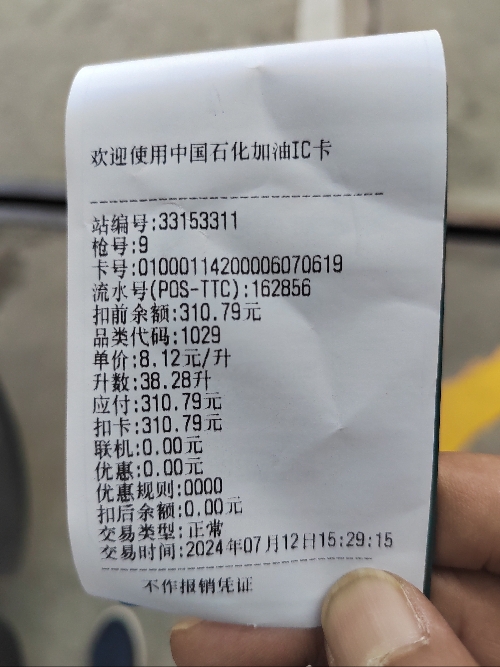 欢迎使用中国石化加油IC卡
站编号:33153311
枪号:9
卡号:01000114200006070619
流水号(POS-TTC):162856
扣前余额:310.79元
品类代码:1029
单价:8.12元/升
升数:38.28升
应付:310.79元
扣卡:310.79元
联机:0.00元
优惠:0.00元
优惠规则:0000
扣后余额:0.00元
交易类型:正常
交易时间:2024年07月12日15:29:15
不作报销凭证